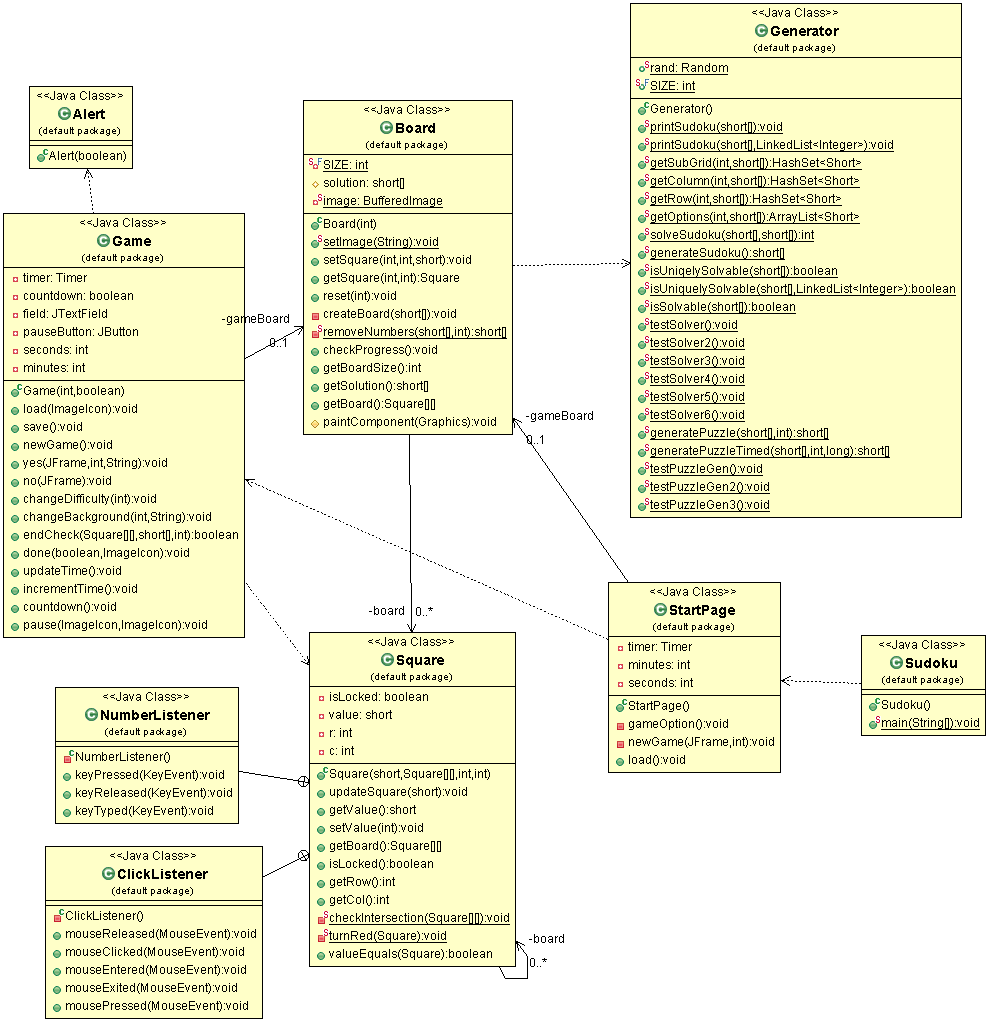 <<Java Class>>
Generator
(default package)
rand: Random
SIZE: int
Generator()
printSudoku(short[]):void
printSudoku(short[],LinkedList<Integer>):void
getSubGrid(int,short[]):HashSet<Short>
getColumn(int,short[]):HashSet<Short>
getRow(int,short[]):HashSet<Short>
getOptions(int,short[]):ArrayList<Short>
solveSudoku(short[],short[]):int
generateSudoku():short[]
isUniqelySolvable(short[]):boolean
isUniquelySolvable(short[],LinkedList<Integer>):boolean
isSolvable(short[]):boolean
testSolver():void
testSolver2():void
testSolver3():void
testSolver4():void
testSolver5():void
testSolver6():void
generatePuzzle(short[],int):short[]
generatePuzzleTimed(short[],int,long):short[]
testPuzzleGen():void
testPuzzleGen2():void
testPuzzleGen3():void
<<Java Class>>
Alert
(default package)
Alert(boolean)
<<Java Class>>
Board
(default package)
SIZE: int
solution: short[]
image: BufferedImage
Board(int)
setImage(String):void
setSquare(int,int,short):void
getSquare(int,int):Square
reset(int):void
createBoard(short[]):void
removeNumbers(short[],int):short[]
checkProgress():void
getBoardSize():int
getSolution():short[]
getBoard():Square[][]
paintComponent(Graphics):void
<<Java Class>>
Game
(default package)
timer: Timer
countdown: boolean
field: JTextField
pauseButton: JButton
seconds: int
minutes: int
Game(int,boolean)
load(ImageIcon):void
save():void
newGame():void
yes(JFrame,int,String):void
no(JFrame):void
changeDifficulty(int):void
changeBackground(int,String):void
endCheck(Square[][],short[],int):boolean
done(boolean,ImageIcon):void
updateTime():void
incrementTime():void
countdown():void
pause(ImageIcon,ImageIcon):void
-gameBoard
0..1
-gameBoard
0..1
-board
0..*
<<Java Class>>
StartPage
(default package)
timer: Timer
minutes: int
seconds: int
StartPage()
gameOption():void
newGame(JFrame,int):void
load():void
<<Java Class>>
Sudoku
(default package)
Sudoku()
main(String[]):void
<<Java Class>>
Square
(default package)
isLocked: boolean
value: short
r: int
c: int
Square(short,Square[][],int,int)
updateSquare(short):void
getValue():short
setValue(int):void
getBoard():Square[][]
isLocked():boolean
getRow():int
getCol():int
checkIntersection(Square[][]):void
turnRed(Square):void
valueEquals(Square):boolean
-board
0..*
<<Java Class>>
NumberListener
(default package)
NumberListener()
keyPressed(KeyEvent):void
keyReleased(KeyEvent):void
keyTyped(KeyEvent):void
<<Java Class>>
ClickListener
(default package)
ClickListener()
mouseReleased(MouseEvent):void
mouseClicked(MouseEvent):void
mouseEntered(MouseEvent):void
mouseExited(MouseEvent):void
mousePressed(MouseEvent):void